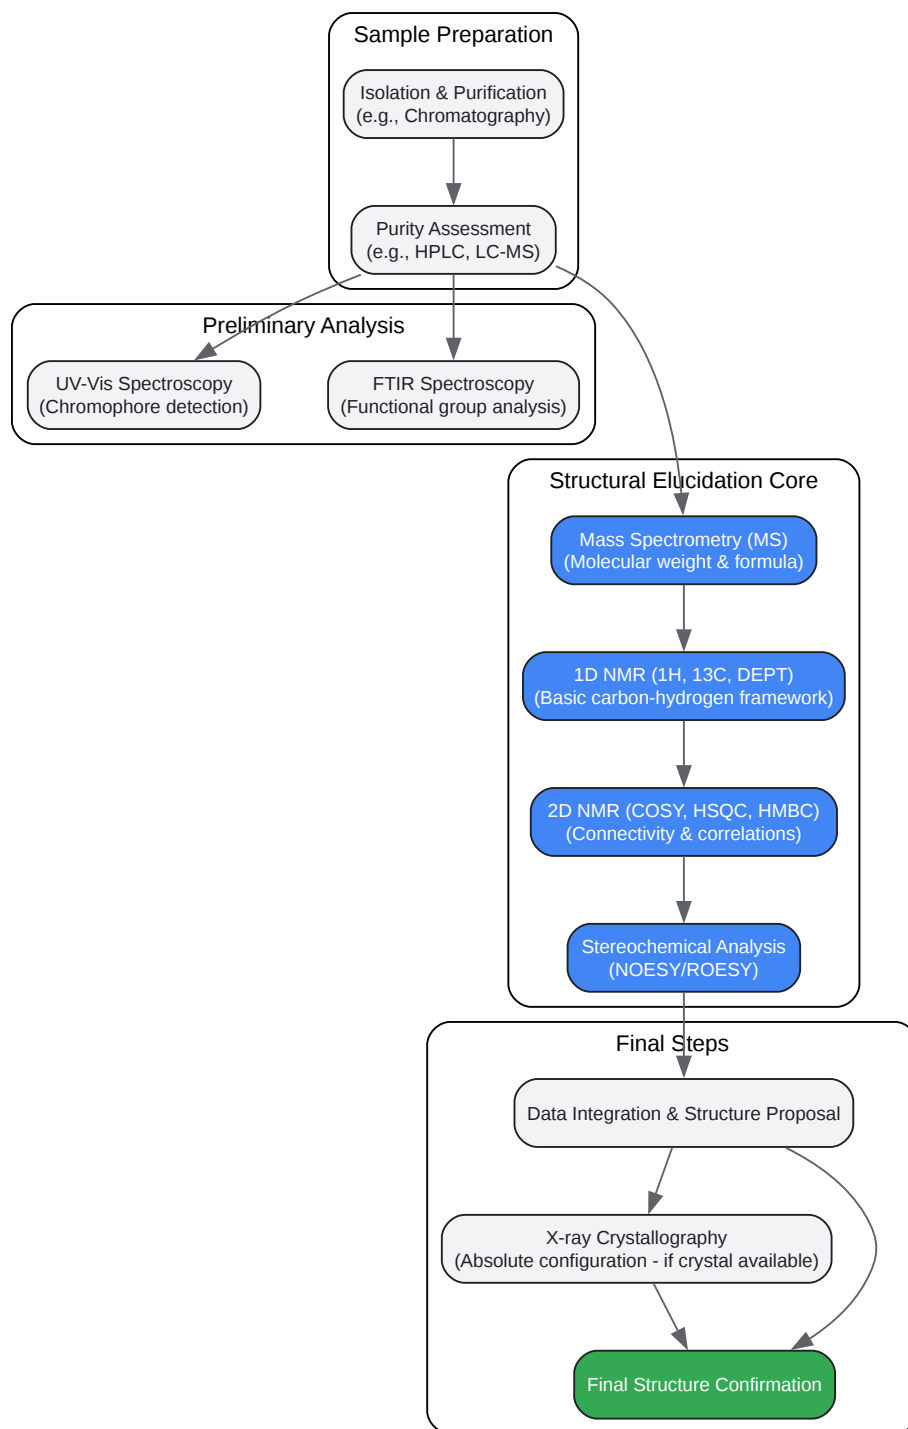 Sample Preparation
Isolation & Purification
(e.g., Chromatography)
Purity Assessment
(e.g., HPLC, LC-MS)
Preliminary Analysis
UV-Vis Spectroscopy
(Chromophore detection)
FTIR Spectroscopy
(Functional group analysis)
Structural Elucidation Core
Mass Spectrometry (MS)
(Molecular weight & formula)
1D NMR (1H, 13C, DEPT)
(Basic carbon-hydrogen framework)
2D NMR (COSY, HSQC, HMBC)
(Connectivity & correlations)
Stereochemical Analysis
(NOESY/ROESY)
Final Steps
Data Integration & Structure Proposal
X-ray Crystallography
(Absolute configuration - if crystal available)
Final Structure Confirmation